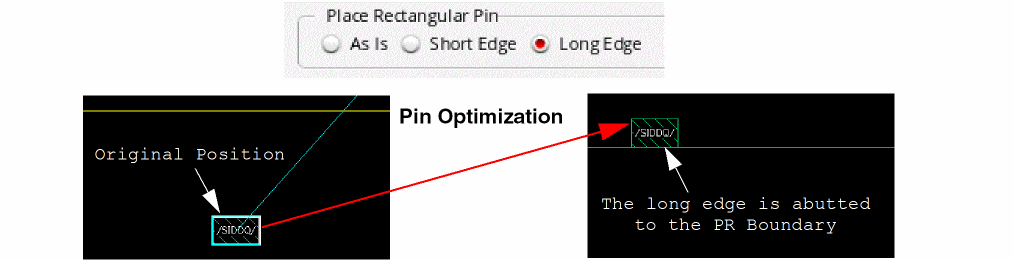 Place Rectangular Pin
As Is Short Edge Long Edge
Pin Optimization
Original Position
/SIDDQ/
/SIDDQ/
The long edge is abutted
to the PR Boundary